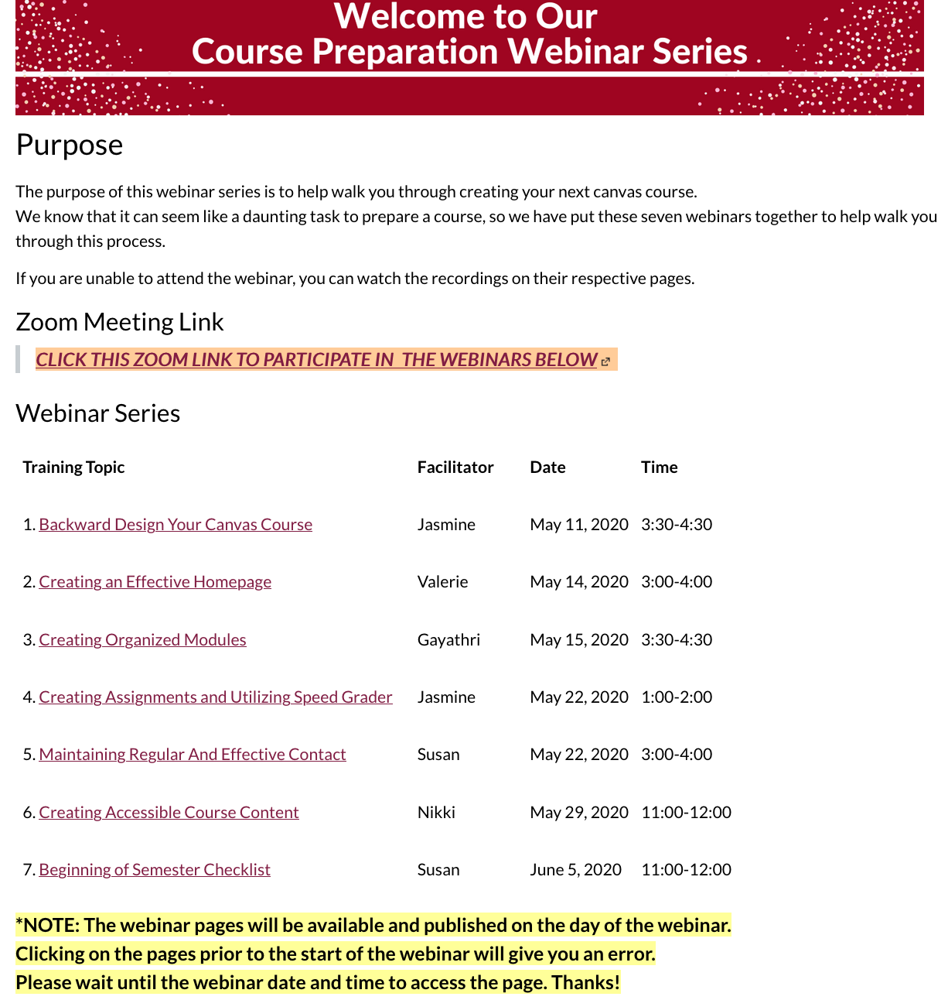 Welcome to Our
Course Preparation Webinar Series
Purpose
The purpose of this webinar series is to help walk you through creating your next canvas course.
We know that it can seem like a daunting task to prepare a course, so we have put these seven webinars together to help walk you
through this process.
If you are unable to attend the webinar, you can watch the recordings on their respective pages.
Zoom Meeting Link
CLICK THIS ZOOM LINK TO PARTICIPATE IN  THE WEBINARS BELOW
Webinar Series
Training Topic Facilitator Date Time
1. Backward Design Your Canvas Course Jasmine May 11, 2020 3:30-4:30
2. Creating an Effective Homepage Valerie May 14, 2020 3:00-4:00
3. Creating Organized Modules Gayathri May 15, 2020 3:30-4:30
4. Creating Assignments and Utilizing Speed Grader Jasmine May 22, 2020 1:00-2:00
5. Maintaining Regular And Effective Contact Susan May 22, 2020 3:00-4:00
6. Creating Accessible Course Content Nikki May 29, 2020 11:00-12:00
7. Beginning of Semester Checklist Susan June 5, 2020 11:00-12:00
*NOTE: The webinar pages will be available and published on the day of the webinar.
Clicking on the pages prior to the start of the webinar will give you an error.
Please wait until the webinar date and time to access the page. Thanks!